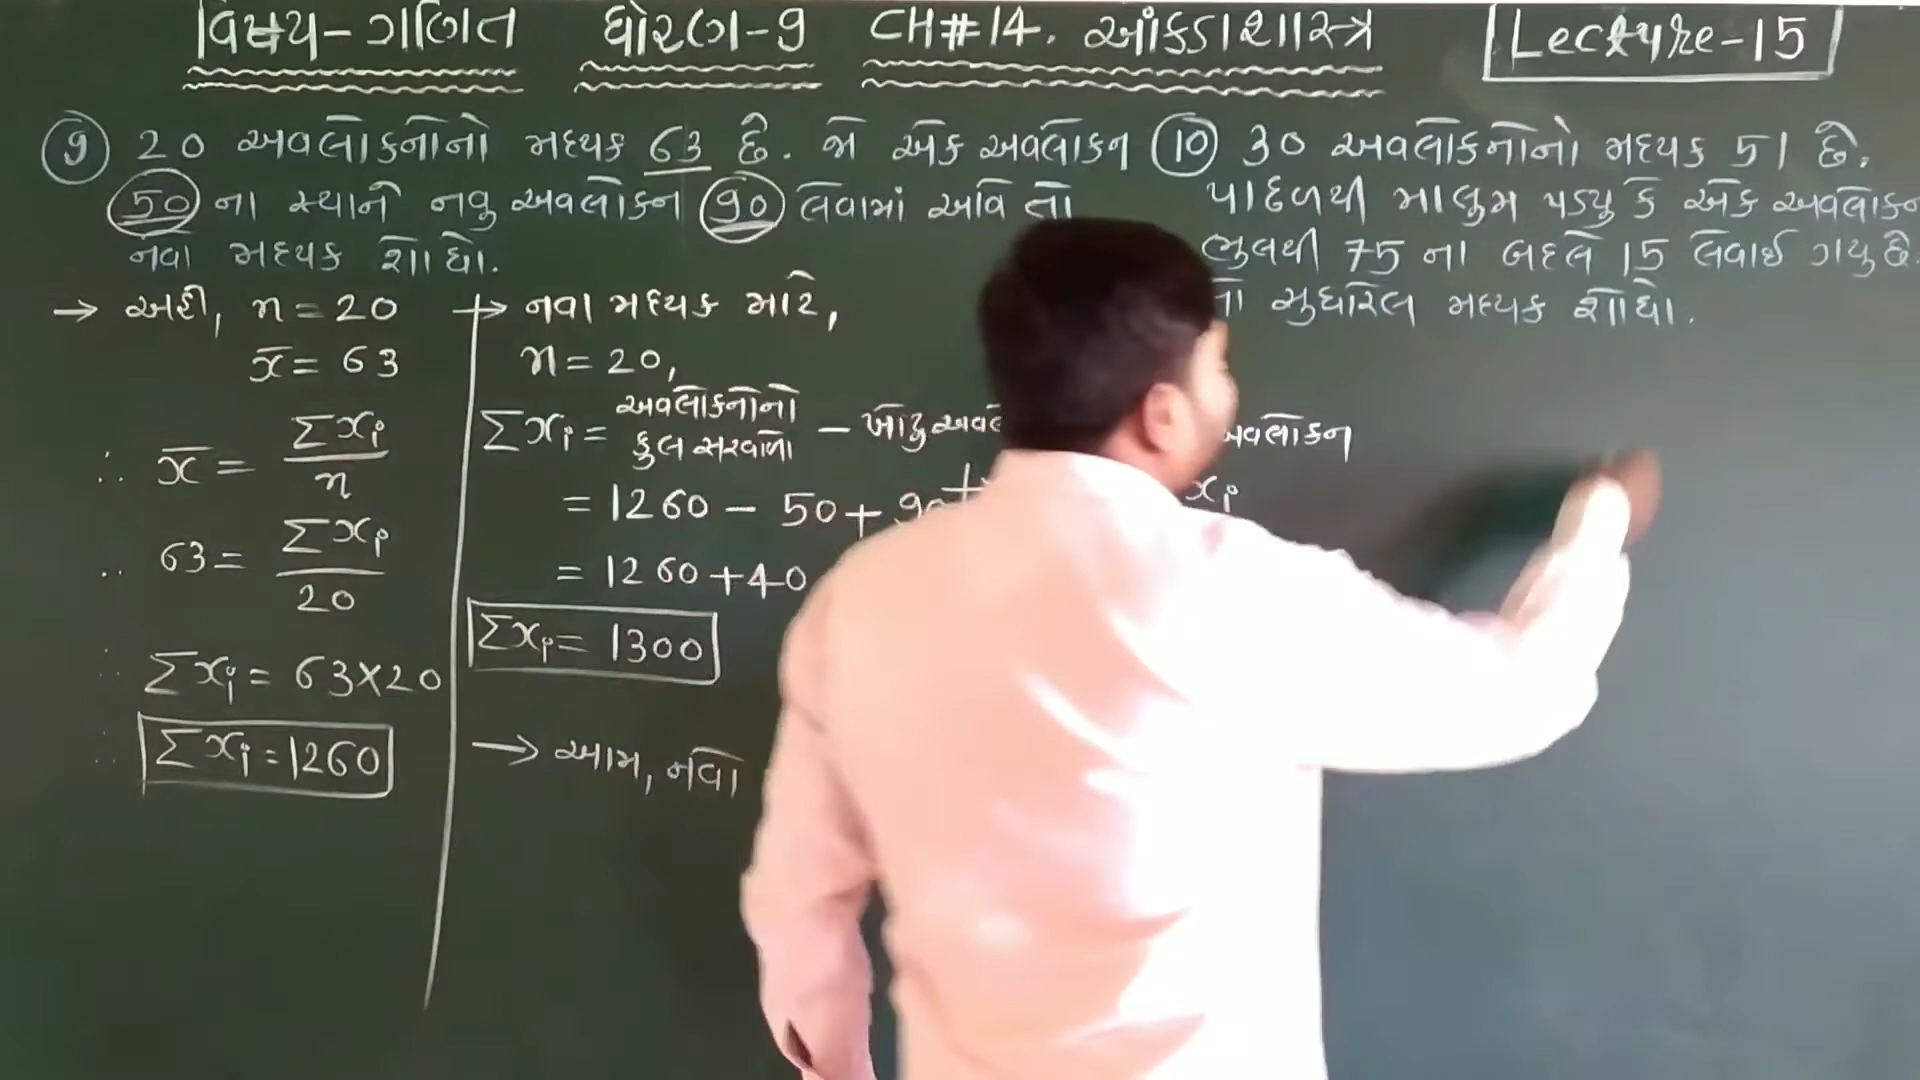 વિષય-ગણિત ધોરણ-9 CH#14. આંકડાશાસ્ત્ર Lecture-15
⑨ 20 અવલોકનોનો મધ્યક 63 છે. જો એક અવલોકન
50 ના સ્થાને નવુ અવલોકન 90 લેવામાં આવે તો
નવો મધ્યક શોધો.
→ અહીં, n = 20
x̄ = 63
∴ x̄ = Σxi / n
∴ 63 = Σxi / 20
∴ Σxi = 63×20
∴ Σxi = 1260
→ નવા મધ્યક માટે,
n = 20,
Σxi = અવલોકનોનો કુલ સરવાળો - ખોટુ અવલો અવલોકન
= 1260 - 50 + 90
= 1260 + 40
Σxi = 1300
→ આમ, નવો
xi
⑩ 30 અવલોકનોનો મધ્યક 51 છે.
પાછળથી માલુમ પડ્યુ કે એક અવલોકન
ભુલથી 75 ના બદલે 15 લેવાઈ ગયુ છે.
તો સુધારેલ મધ્યક શોધો.